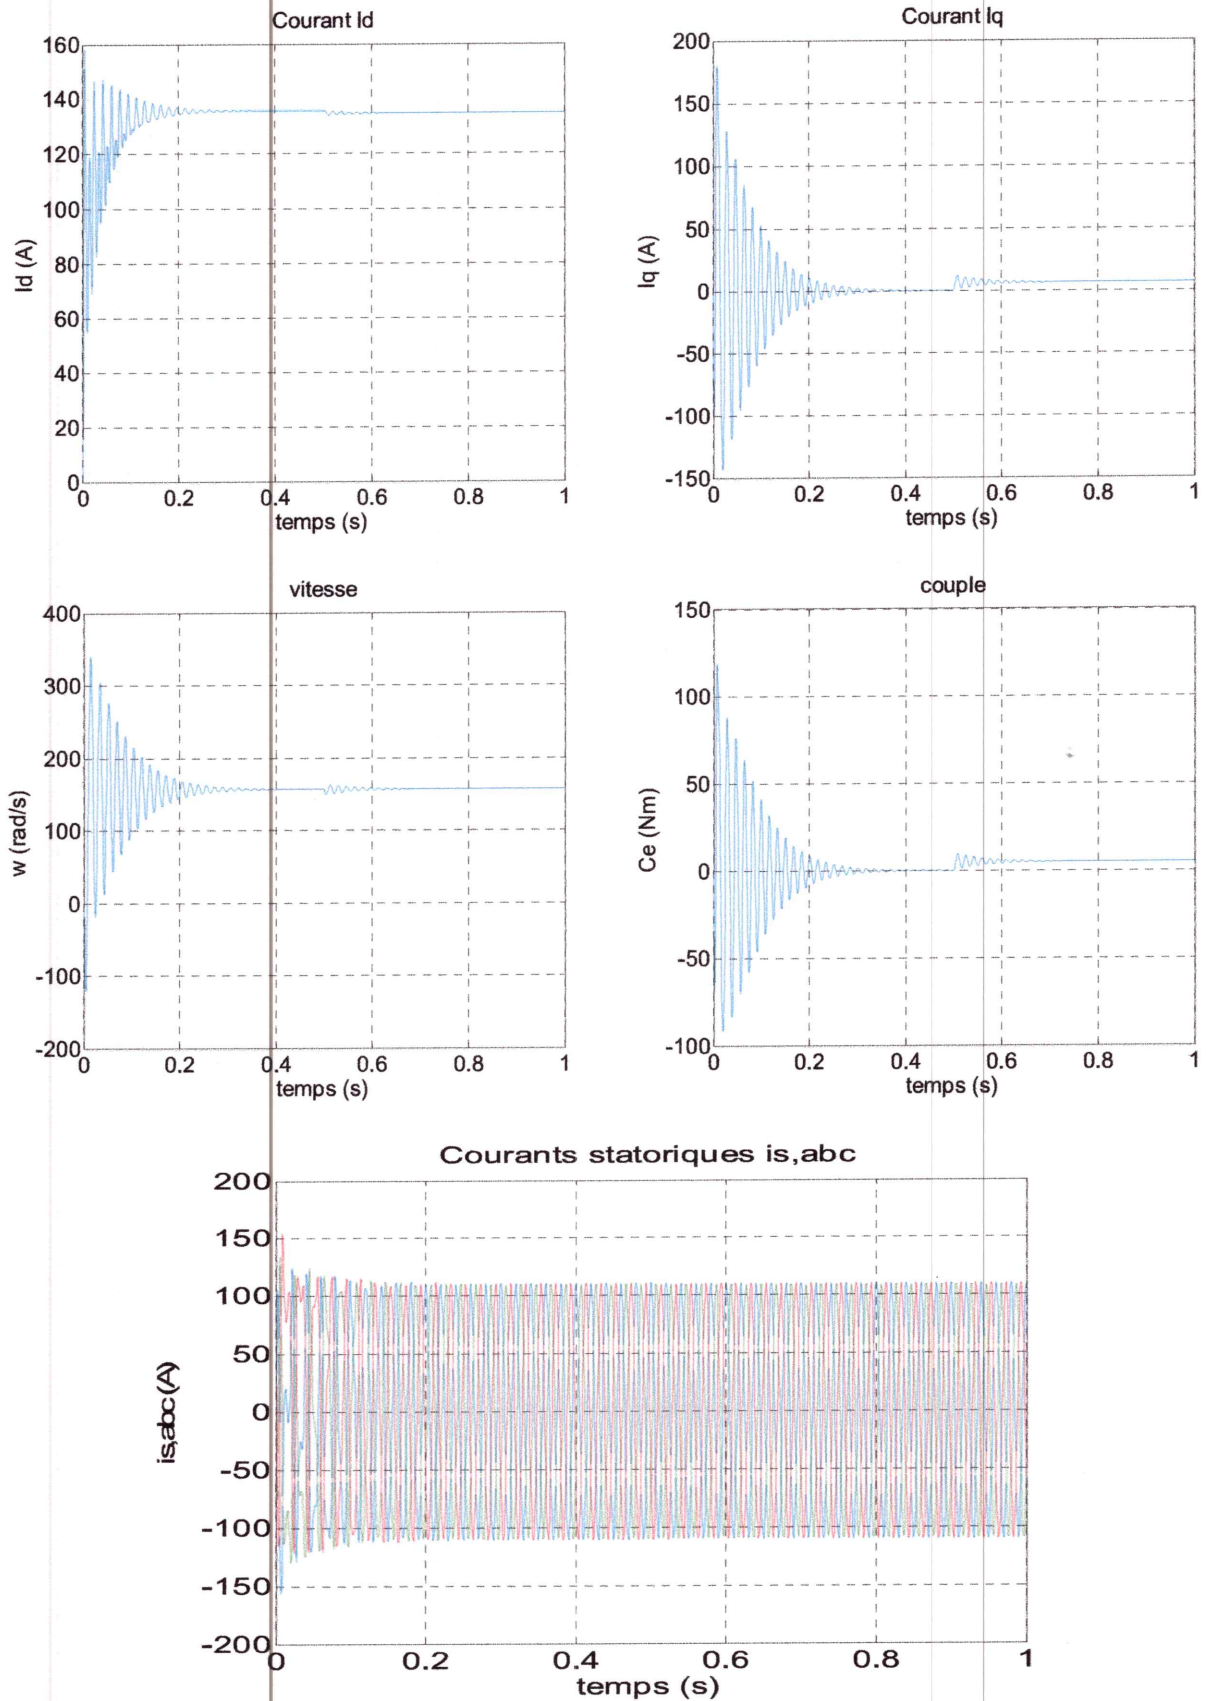 Courant Id
160
140
120
100
80
60
40
20
0
Id (A)
0 0.2 0.4 0.6 0.8 1
temps (s)
Courant Iq
200
150
100
50
0
-50
-100
-150
Iq (A)
0 0.2 0.4 0.6 0.8 1
temps (s)
vitesse
400
300
200
100
0
-100
-200
w (rad/s)
0 0.2 0.4 0.6 0.8 1
temps (s)
couple
150
100
50
0
-50
-100
Ce (Nm)
0 0.2 0.4 0.6 0.8 1
temps (s)
Courants statoriques is,abc
200
150
100
50
0
-50
-100
-150
-200
is,abc(A)
0 0.2 0.4 0.6 0.8 1
temps (s)